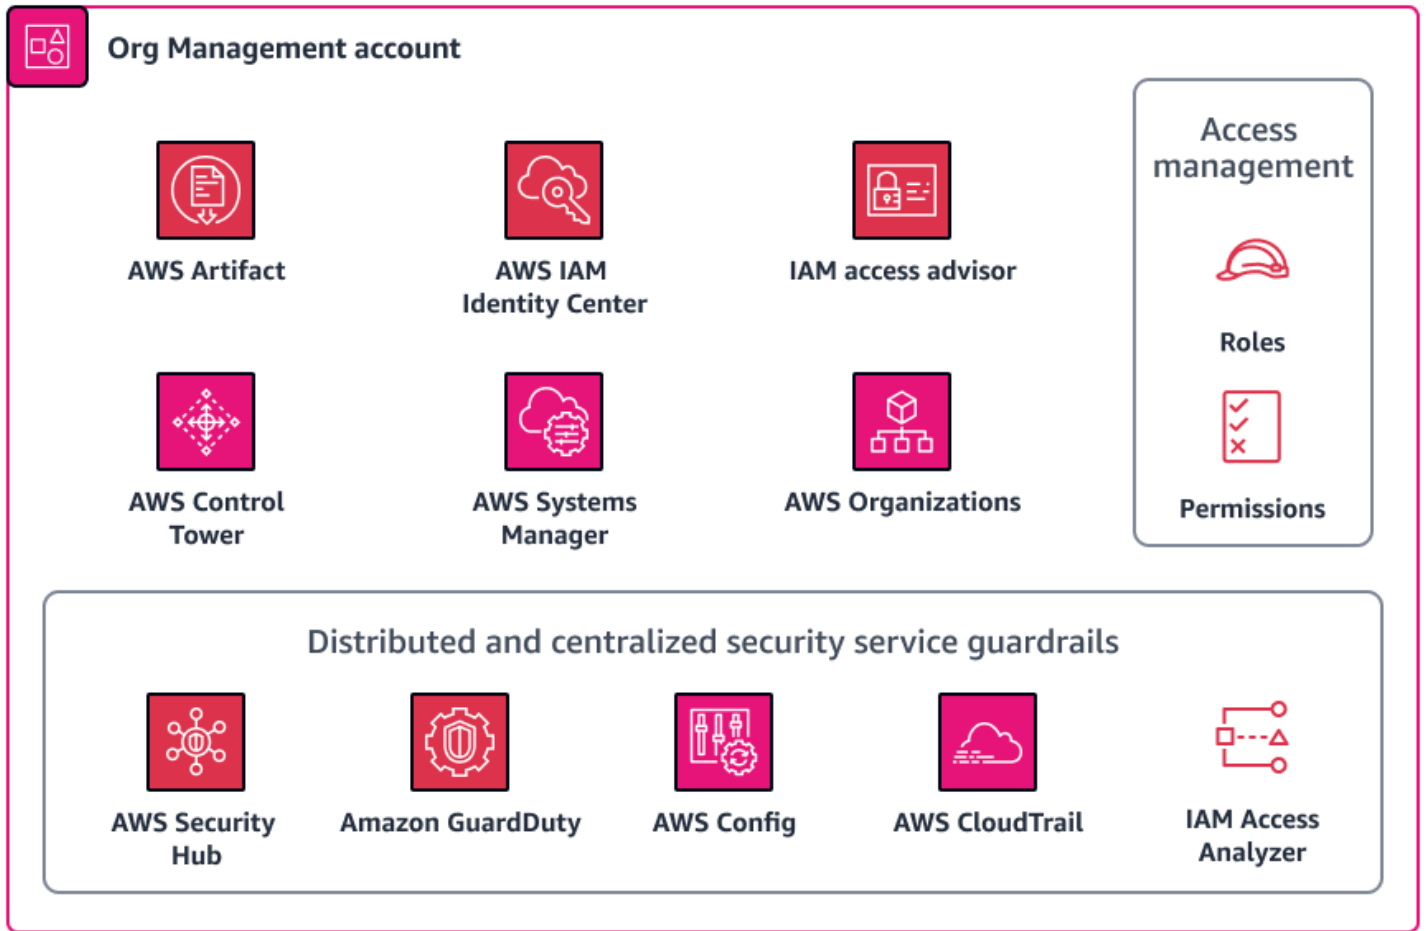 Org Management account
Access
management
AWS Artifact
AWS IAM
Identity Center
IAM access advisor
Roles
AWS Control
Tower
AWS Systems
Manager
AWS Organizations
Permissions
Distributed and centralized security service guardrails
AWS Security
Hub
Amazon GuardDuty
AWS Config
AWS CloudTrail
IAM Access
Analyzer